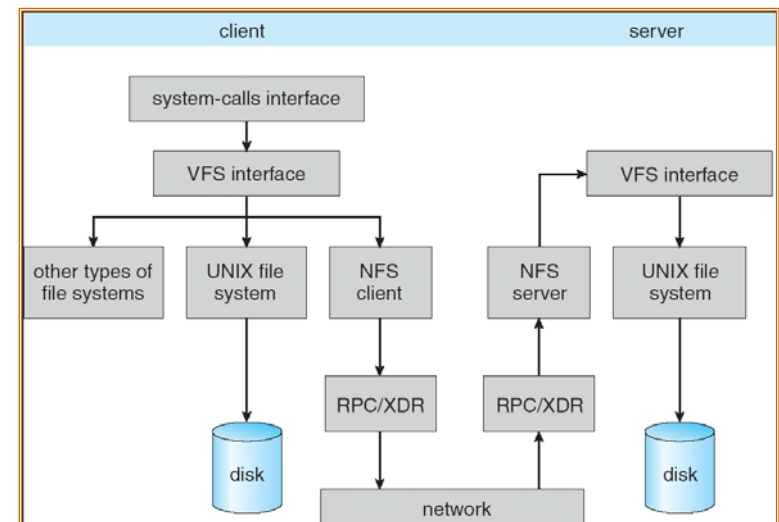 client
server
system-calls interface
VFS interface
VFS interface
other types of
file systems
UNIX file
system
NFS
client
NFS
server
UNIX file
system
RPC/XDR
RPC/XDR
disk
disk
network